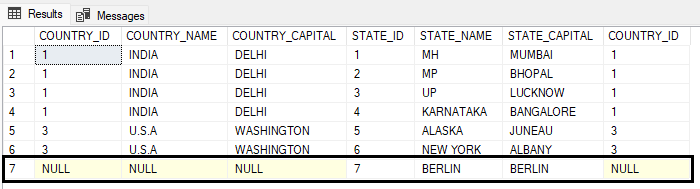 Results Messages
COUNTRY_ID COUNTRY_NAME COUNTRY_CAPITAL STATE_ID STATE_NAME STATE_CAPITAL COUNTRY_ID
1 1 INDIA DELHI 1 MH MUMBAI 1
2 1 INDIA DELHI 2 MP BHOPAL 1
3 1 INDIA DELHI 3 UP LUCKNOW 1
4 1 INDIA DELHI 4 KARNATAKA BANGALORE 1
5 3 U.S.A WASHINGTON 5 ALASKA JUNEAU 3
6 3 U.S.A WASHINGTON 6 NEW YORK ALBANY 3
7 NULL NULL NULL 7 BERLIN BERLIN NULL